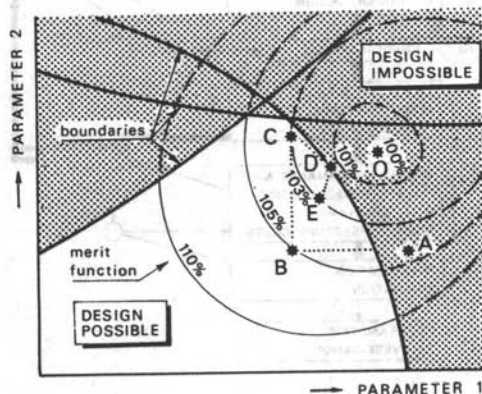 PARAMETER 2
DESIGN
IMPOSSIBLE
boundaries
C
D
101%
O
100%
103%
E
105%
B
A
110%
merit
function
DESIGN
POSSIBLE
PARAMETER 1